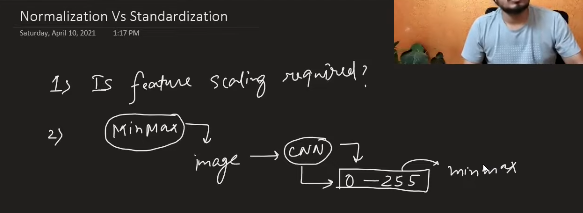 Normalization Vs Standardization
Saturday, April 10, 2021 1:17 PM
1) Is feature scaling required?
2) MinMax
image → CNN
0 - 255 minmax